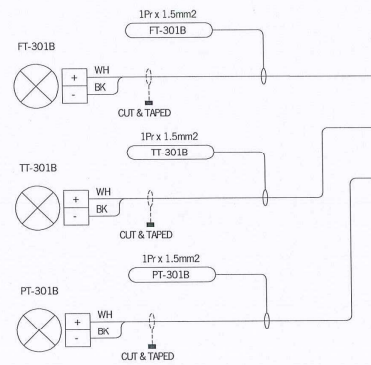 1Pr x 1.5mm2
FT-301B
FT-301B
+
WH
-
BK
CUT & TAPED
1Pr x 1.5mm2
TT 301B
TT-301B
+
WH
-
BK
CUT & TAPED
1Pr x 1.5mm2
PT-301B
PT-301B
+
WH
-
BK
CUT & TAPED